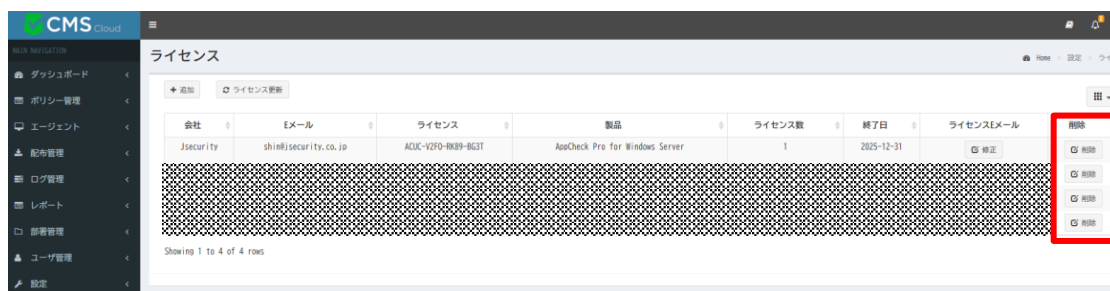 CMS Cloud
2
MAIN NAVIGATION
ライセンス
Home > 設定 > ライ
ダッシュボード
ポリシー管理
エージェント
配布管理
ログ管理
レポート
部署管理
ユーザ管理
設定
追加 ライセンス更新
会社 Eメール ライセンス 製品 ライセンス数 終了日 ライセンスEメール 削除
Jsecurity shin@jsecurity.co.jp ACUC-V2FO-RK89-BG3T AppCheck Pro for Windows Server 1 2025-12-31 修正 削除
削除
削除
削除
Showing 1 to 4 of 4 rows